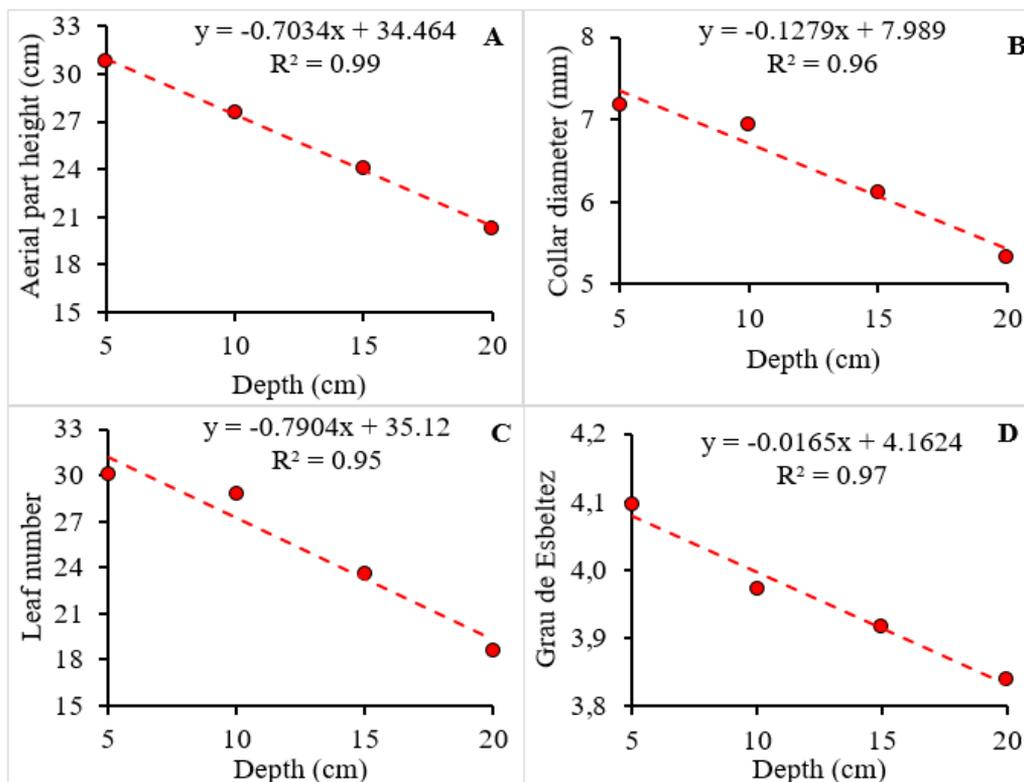 y = -0.7034x + 34.464
R² = 0.99
A
Aerial part height (cm)
33
30
27
24
21
18
15
5 10 15 20
Depth (cm)
y = -0.1279x + 7.989
R² = 0.96
B
Collar diameter (mm)
8
7
6
5
5 10 15 20
Depth (cm)
y = -0.7904x + 35.12
R² = 0.95
C
Leaf number
33
30
27
24
21
18
15
5 10 15 20
Depth (cm)
y = -0.0165x + 4.1624
R² = 0.97
D
Grau de Esbeltez
4,2
4,1
4,0
3,9
3,8
5 10 15 20
Depth (cm)